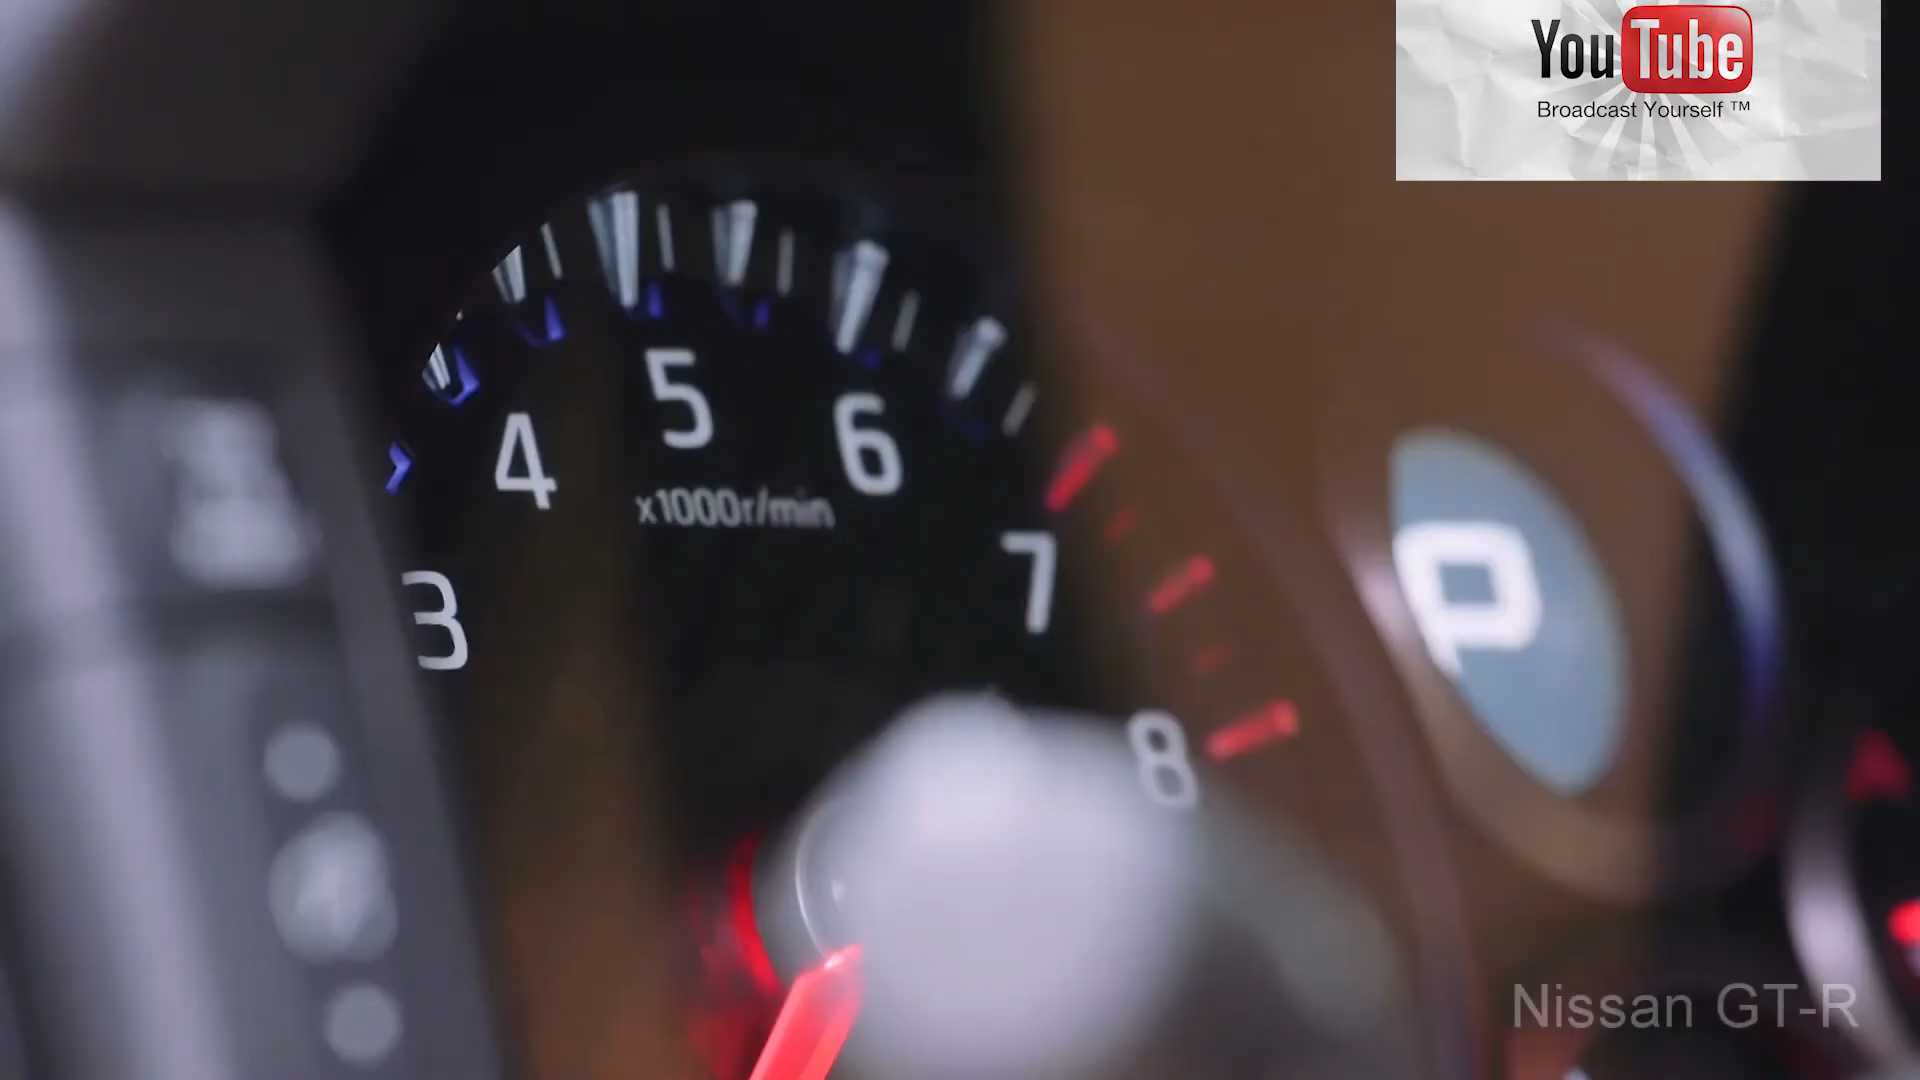 YouTube
Broadcast Yourself ™
5
4
6
x1000r/min
7
3
P
8
Nissan GT-R